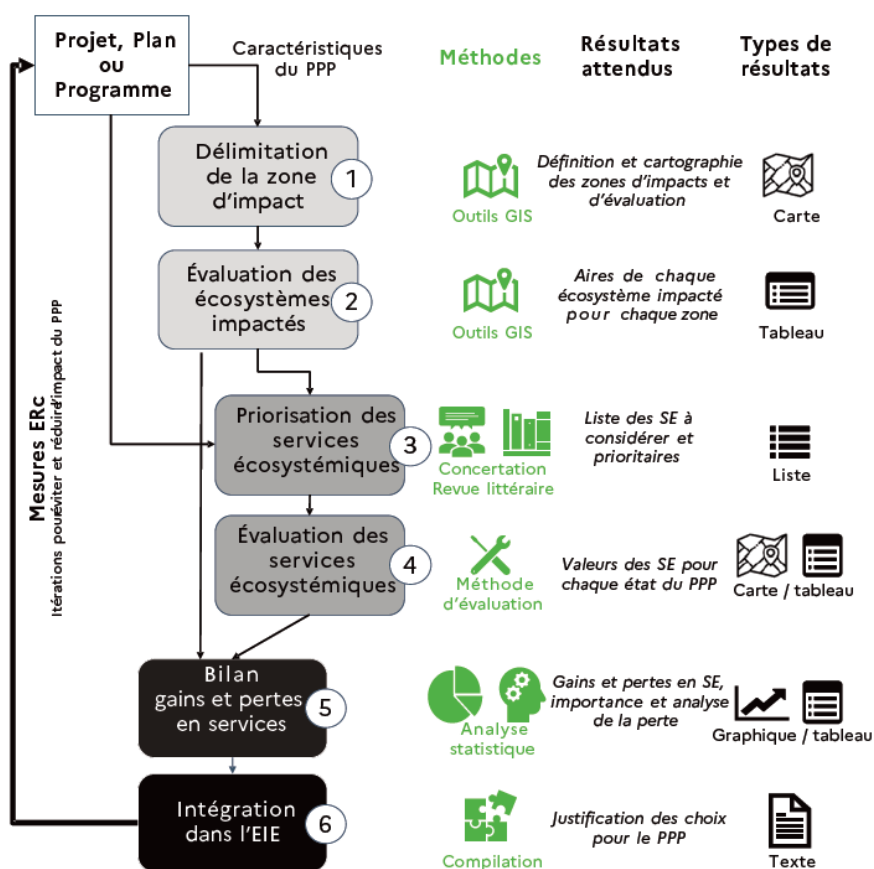 Projet, Plan
ou
Programme
Caractéristiques
du PPP
Méthodes
Résultats
attendus
Types de
résultats
Délimitation
de la zone
d'impact
1
Outils GIS
Définition et cartographie
des zones d'impacts et
d'évaluation
Carte
Évaluation des
écosystèmes
impactés
2
Outils GIS
Aires de chaque
écosystème impacté
pour chaque zone
Tableau
Priorisation des
services
écosystémiques
3
Concertation
Revue littéraire
Liste des SE à
considérer et
prioritaires
Liste
Évaluation des
services
écosystémiques
4
Méthode
d'évaluation
Valeurs des SE pour
chaque état du PPP
Carte / tableau
Bilan
gains et pertes
en services
5
Analyse
statistique
Gains et pertes en SE,
importance et analyse
de la perte
Graphique / tableau
Intégration
dans l'EIE
6
Compilation
Justification des choix
pour le PPP
Texte
Mesures ERc
Itérations pouréviter et réduire l'impact du PPP